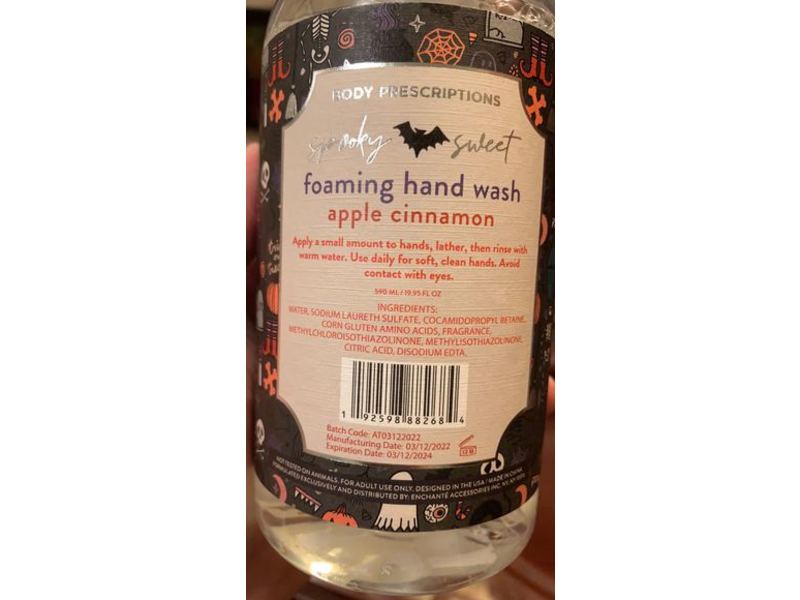 BODY PRESCRIPTIONS
spooky sweet
foaming hand wash
apple cinnamon
Apply a small amount to hands, lather, then rinse with
warm water. Use daily for soft, clean hands. Avoid
contact with eyes.
590 ML / 19.95 FL OZ
INGREDIENTS:
WATER, SODIUM LAURETH SULFATE, COCAMIDOPROPYL BETAINE,
CORN GLUTEN AMINO ACIDS, FRAGRANCE,
METHYLCHLOROISOTHIAZOLINONE, METHYLISOTHIAZOLINONE,
CITRIC ACID, DISODIUM EDTA.
1 92598 88268 4
Batch Code: AT03122022
Manufacturing Date: 03/12/2022
Expiration Date: 03/12/2024
NOT TESTED ON ANIMALS. FOR ADULT USE ONLY. DESIGNED IN THE USA / MADE IN CHINA
FORMULATED EXCLUSIVELY AND DISTRIBUTED BY: ENCHANTÉ ACCESSORIES INC. NY, NY